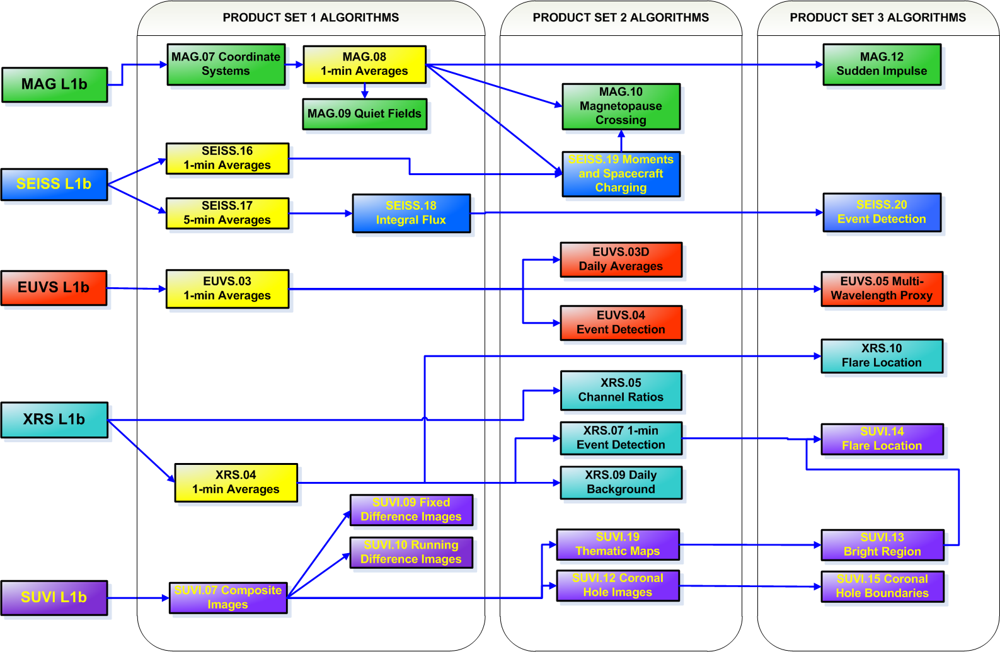 PRODUCT SET 1 ALGORITHMS
PRODUCT SET 2 ALGORITHMS
PRODUCT SET 3 ALGORITHMS
MAG L1b
MAG.07 Coordinate
Systems
MAG.08
1-min Averages
MAG.09 Quiet Fields
MAG.10
Magnetopause
Crossing
MAG.12
Sudden Impulse
SEISS L1b
SEISS.16
1-min Averages
SEISS.17
5-min Averages
SEISS.18
Integral Flux
SEISS.19 Moments
and Spacecraft
Charging
SEISS.20
Event Detection
EUVS L1b
EUVS.03
1-min Averages
EUVS.03D
Daily Averages
EUVS.04
Event Detection
EUVS.05 Multi-
Wavelength Proxy
XRS L1b
XRS.04
1-min Averages
XRS.05
Channel Ratios
XRS.07 1-min
Event Detection
XRS.09 Daily
Background
XRS.10
Flare Location
SUVI.14
Flare Location
SUVI L1b
SUVI.07 Composite
Images
SUVI.09 Fixed
Difference Images
SUVI.10 Running
Difference Images
SUVI.19
Thematic Maps
SUVI.12 Coronal
Hole Images
SUVI.13
Bright Region
SUVI.15 Coronal
Hole Boundaries